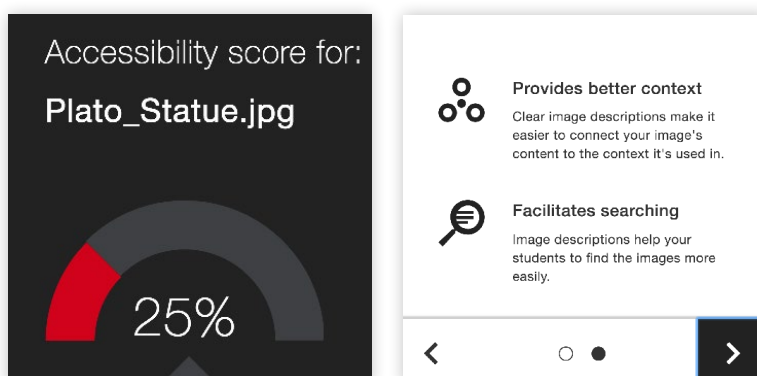 Accessibility score for:
Plato_Statue.jpg
25%
Provides better context
Clear image descriptions make it
easier to connect your image's
content to the context it's used in.
Facilitates searching
Image descriptions help your
students to find the images more
easily.